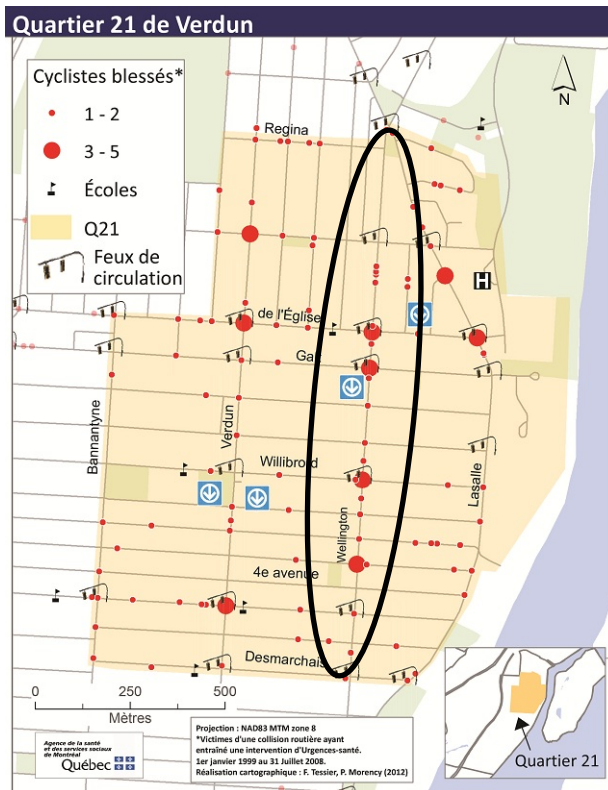 Quartier 21 de Verdun
Cyclistes blessés*
1 - 2
3 - 5
Écoles
Q21
Feux de
circulation
N
Regina
H
de l'Église
Ga
Bannantyne
Verdun
Willibrord
Lasalle
Wellington
4e avenue
Desmarchais
0 250 500
Mètres
Agence de la santé
et des services sociaux
de Montréal
Québec
Projection : NAD83 MTM zone 8
*Victimes d'une collision routière ayant
entraîné une intervention d'Urgences-santé.
1er janvier 1999 au 31 Juillet 2008.
Réalisation cartographique : F. Tessier, P. Morency (2012)
Quartier 21